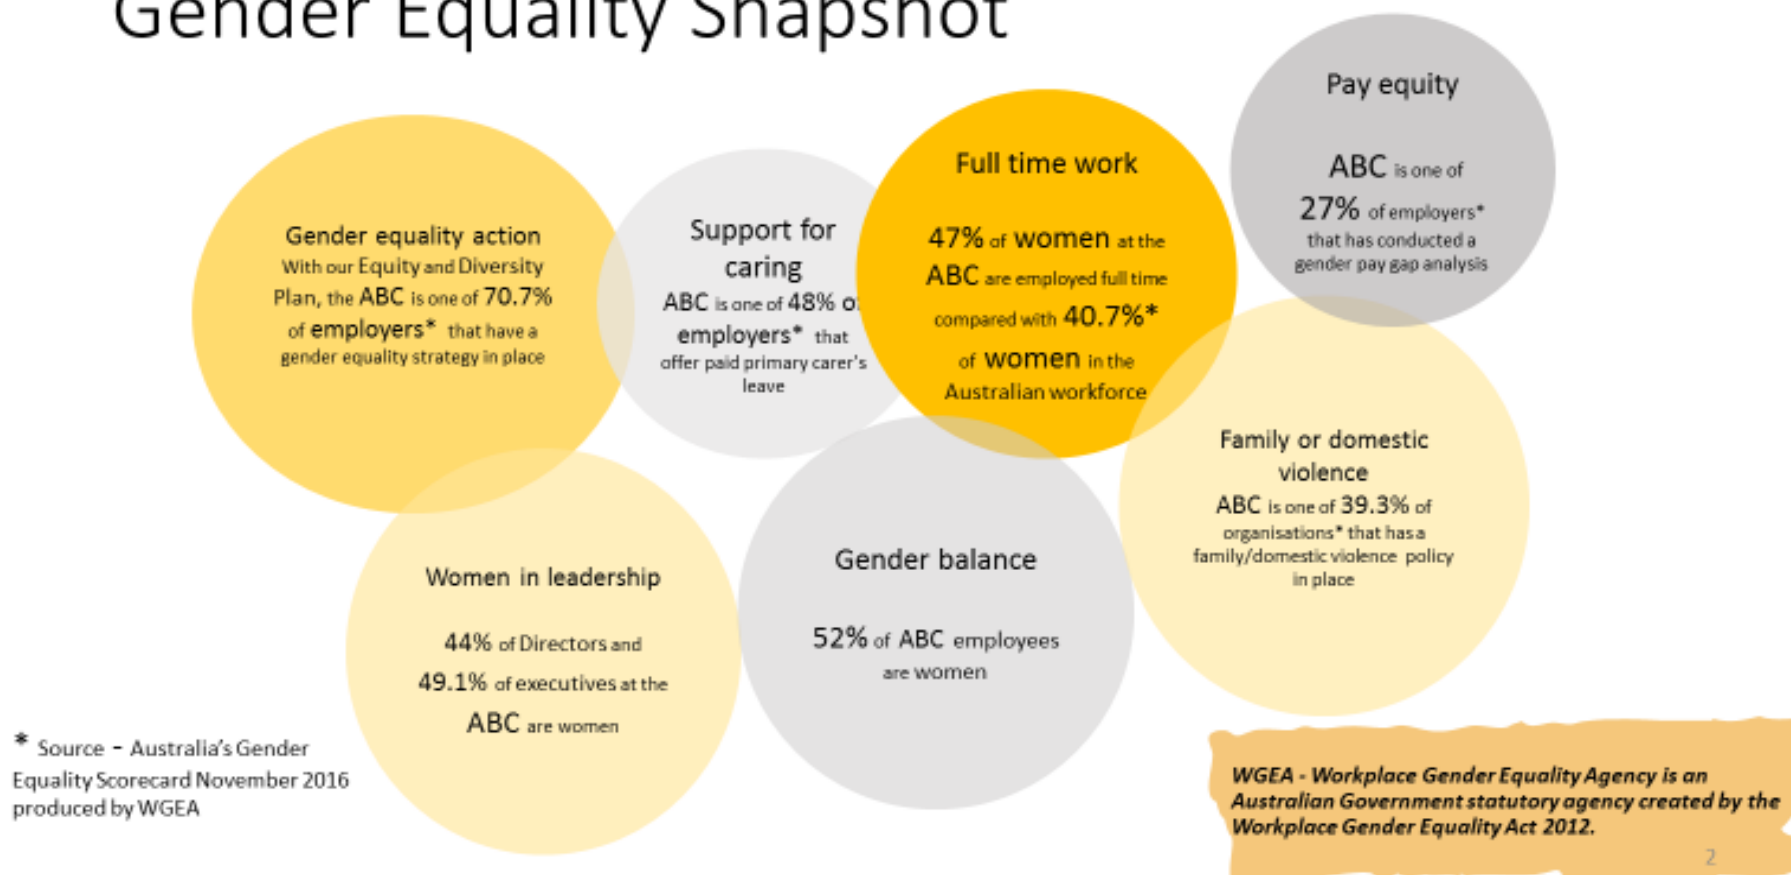 Gender Equality Snapshot
Gender equality action
With our Equity and Diversity
Plan, the ABC is one of 70.7%
of employers* that have a
gender equality strategy in place
Support for
caring
ABC is one of 48% of
employers* that
offer paid primary carer's
leave
Full time work
47% of women at the
ABC are employed full time
compared with 40.7%*
of women in the
Australian workforce
Pay equity
ABC is one of
27% of employers*
that has conducted a
gender pay gap analysis
Women in leadership
44% of Directors and
49.1% of executives at the
ABC are women
Gender balance
52% of ABC employees
are women
Family or domestic
violence
ABC is one of 39.3% of
organisations* that has a
family/domestic violence policy
in place
* Source - Australia's Gender
Equality Scorecard November 2016
produced by WGEA
WGEA - Workplace Gender Equality Agency is an
Australian Government statutory agency created by the
Workplace Gender Equality Act 2012.
2